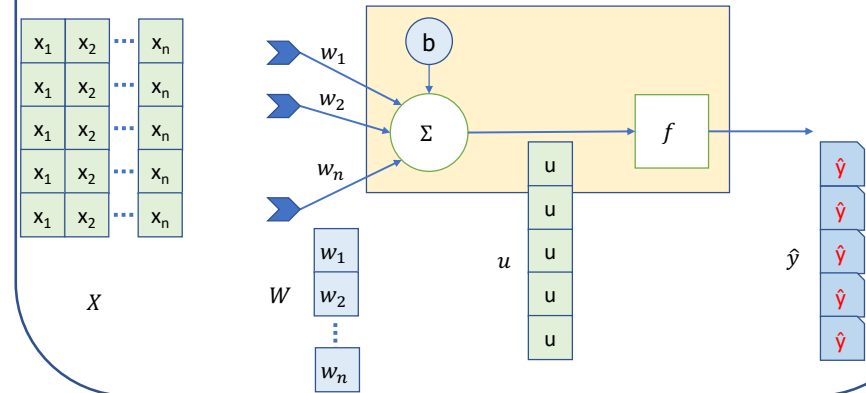 x₁ x₂ ··· xₙ
x₁ x₂ ··· xₙ
x₁ x₂ ··· xₙ
x₁ x₂ ··· xₙ
x₁ x₂ ··· xₙ
X
w₁
w₂
wₙ
b
Σ
f
W
w₁
w₂
wₙ
u
u
u
u
u
u
ŷ
ŷ
ŷ
ŷ
ŷ
ŷ